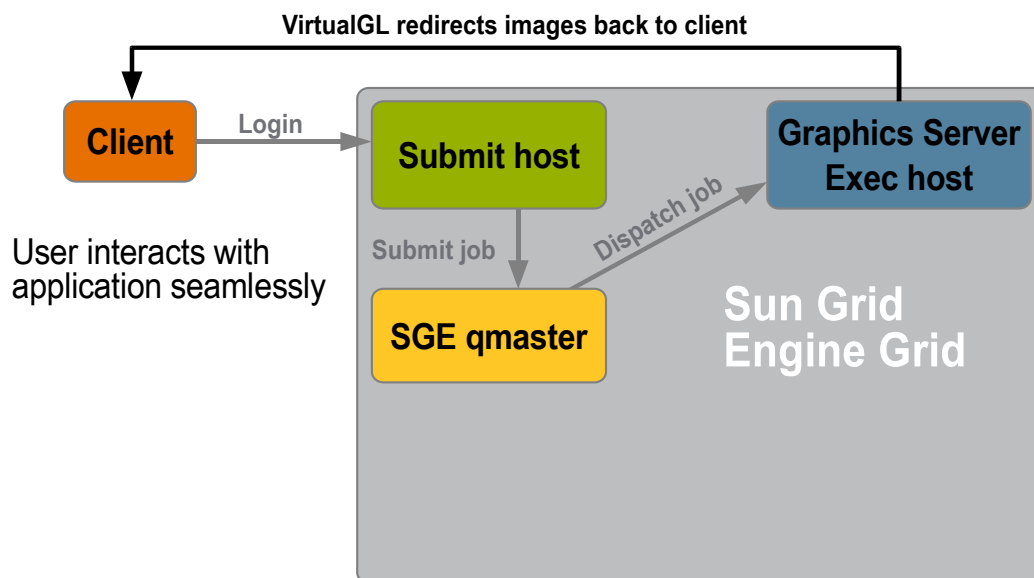 VirtualGL redirects images back to client
Client
Login
Submit host
Graphics Server
Exec host
User interacts with
application seamlessly
Submit job
Dispatch job
SGE qmaster
Sun Grid
Engine Grid